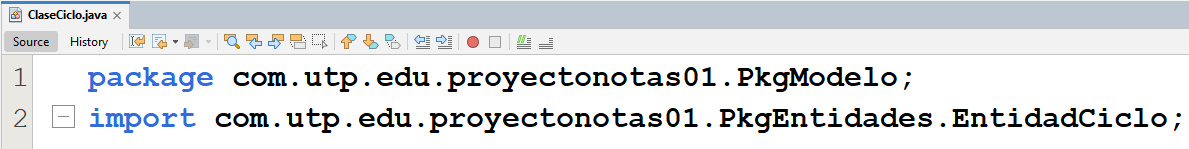 ClaseCiclo.java
Source History
1 package com.utp.edu.proyectonotas01.PkgModelo;
2 import com.utp.edu.proyectonotas01.PkgEntidades.EntidadCiclo;